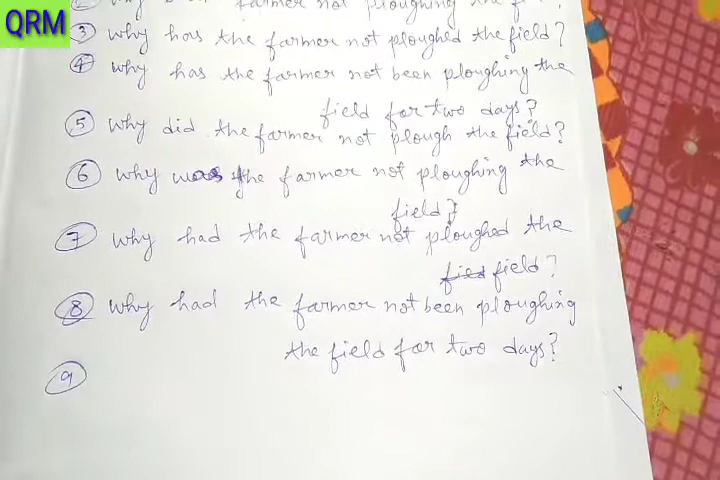 QRM
farmer not ploughing the
③ Why has the farmer not ploughed the field?
④ Why has the farmer not been ploughing the
field for two days?
⑤ Why did the farmer not plough the field?
⑥ Why was the farmer not ploughing the
field?
⑦ Why had the farmer not ploughed the
field?
⑧ Why had the farmer not been ploughing
the field for two days?
⑨